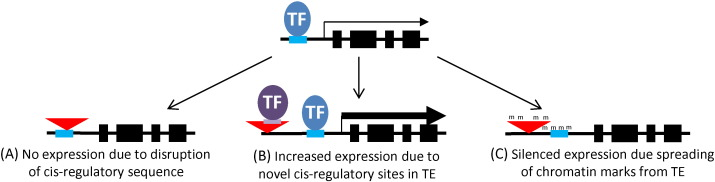 TF
TF
TF
m m m m
m m m m
(A) No expression due to disruption
of cis-regulatory sequence
(B) Increased expression due to
novel cis-regulatory sites in TE
(C) Silenced expression due spreading
of chromatin marks from TE